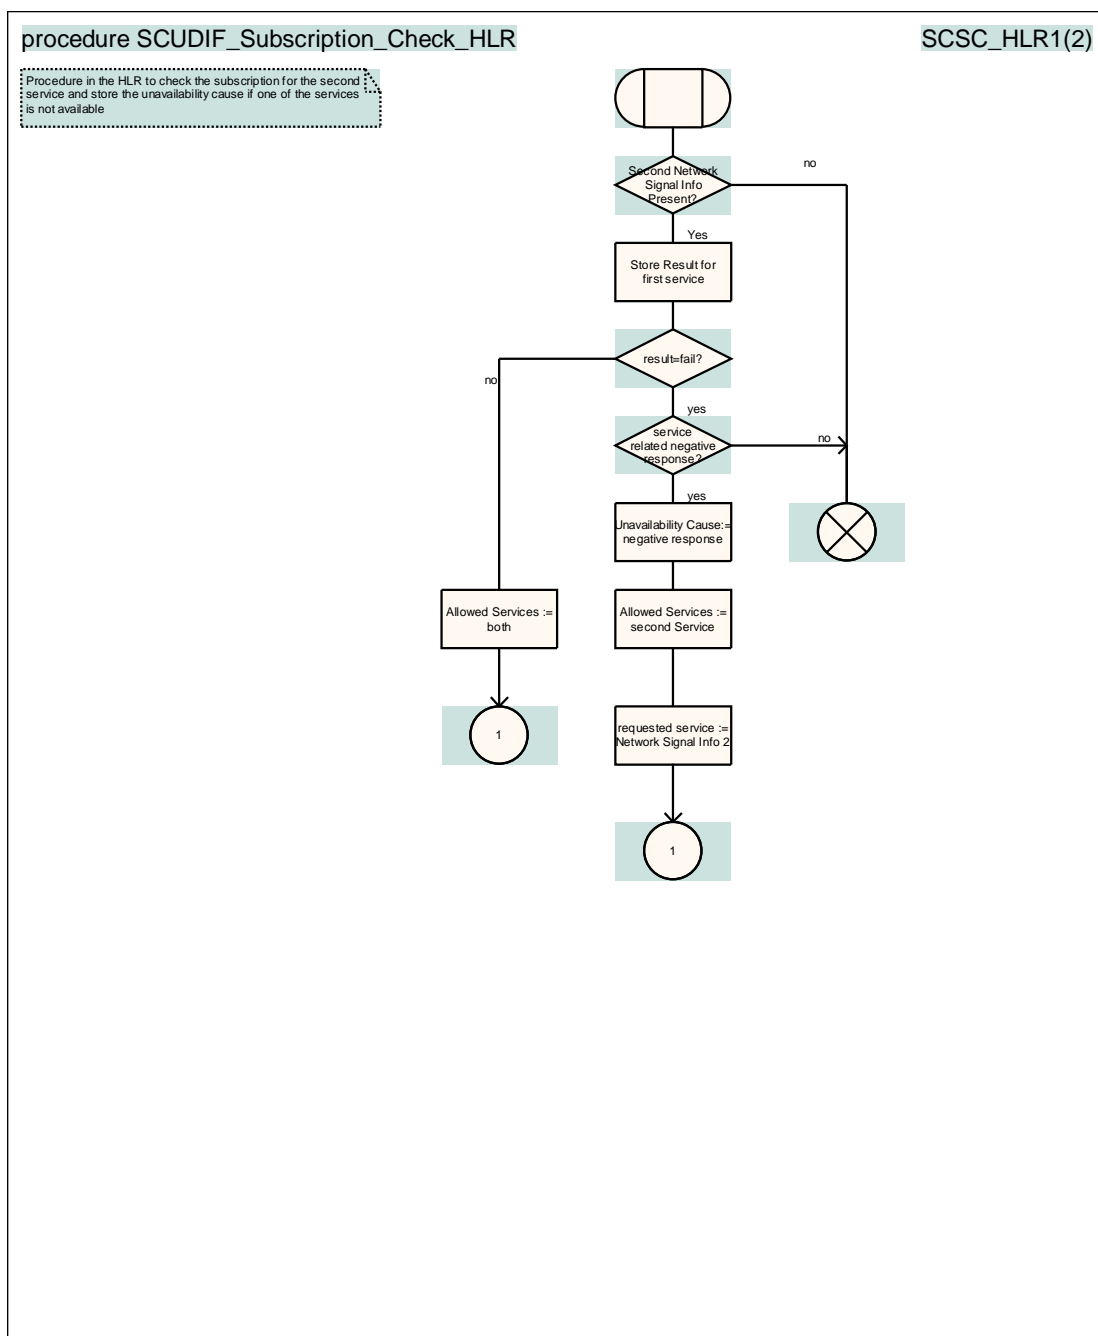 procedure SCUDIF_Subscription_Check_HLR
SCSC_HLR1(2)
Procedure in the HLR to check the subscription for the second
service and store the unavailability cause if one of the services
is not available
Second Network
Signal Info
Present?
no
Yes
Store Result for
first service
result=fail?
no
yes
service
related negative
response?
no
yes
Unavailability Cause:=
negative response
Allowed Services :=
both
Allowed Services :=
second Service
1
requested service :=
Network Signal Info 2
1